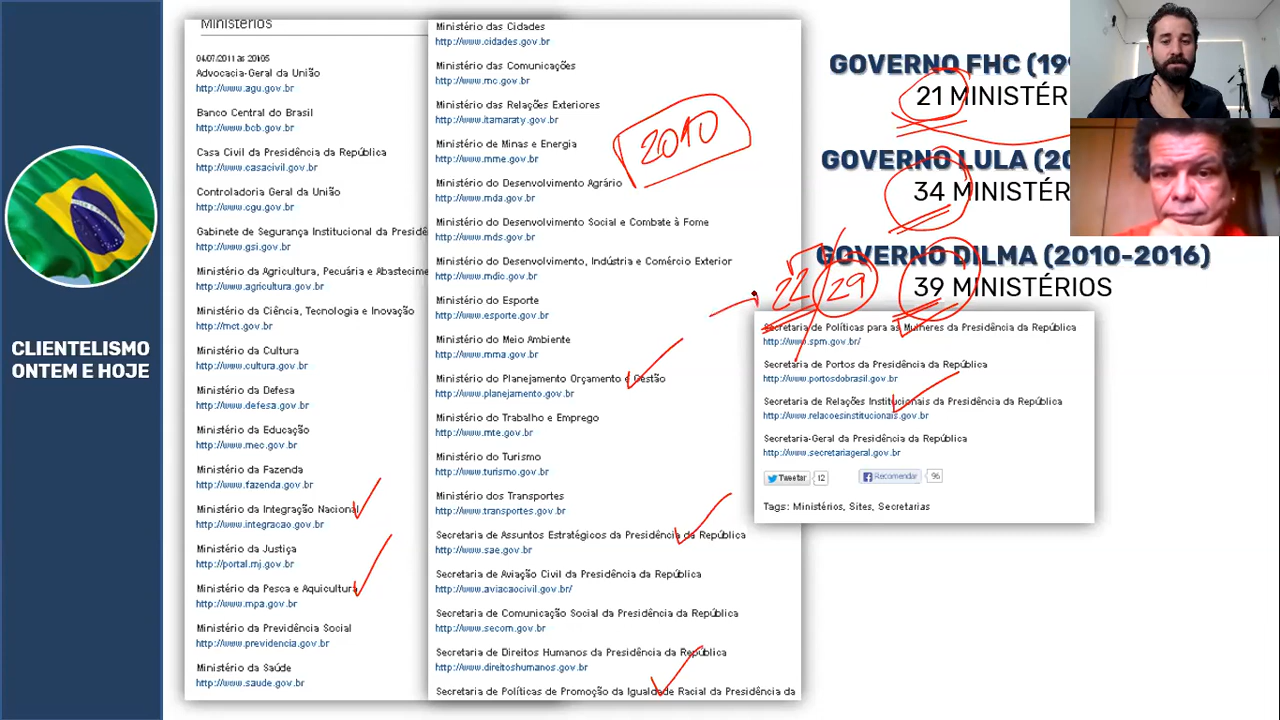 CLIENTELISMO
ONTEM E HOJE
Ministérios
04/07/2011 às 20h05
Advocacia-Geral da União
http://www.agu.gov.br
Banco Central do Brasil
http://www.bcb.gov.br
Casa Civil da Presidência da República
http://www.casacivil.gov.br
Controladoria Geral da União
http://www.cgu.gov.br
Gabinete de Segurança Institucional da Preside
http://www.gsi.gov.br
Ministério da Agricultura, Pecuária e Abastecime
http://www.agricultura.gov.br
Ministério da Ciência, Tecnologia e Inovação
http://mct.gov.br
Ministério da Cultura
http://www.cultura.gov.br
Ministério da Defesa
http://www.defesa.gov.br
Ministério da Educação
http://www.mec.gov.br
Ministério da Fazenda
http://www.fazenda.gov.br
Ministério da Integração Nacional
http://www.integracao.gov.br
Ministério da Justiça
http://portal.mj.gov.br
Ministério da Pesca e Aquicultura
http://www.mpa.gov.br
Ministério da Previdência Social
http://www.previdencia.gov.br
Ministério da Saúde
http://www.saude.gov.br
Ministério das Cidades
http://www.cidades.gov.br
Ministério das Comunicações
http://www.mc.gov.br
Ministério das Relações Exteriores
http://www.itamaraty.gov.br
Ministério de Minas e Energia
http://www.mme.gov.br
Ministério do Desenvolvimento Agrário
http://www.mda.gov.br
Ministério do Desenvolvimento Social e Combate à Fome
http://www.mds.gov.br
Ministério do Desenvolvimento, Indústria e Comércio Exterior
http://www.mdic.gov.br
Ministério do Esporte
http://www.esporte.gov.br
Ministério do Meio Ambiente
http://www.mma.gov.br
Ministério do Planejamento Orçamento e Gestão
http://www.planejamento.gov.br
Ministério do Trabalho e Emprego
http://www.mte.gov.br
Ministério do Turismo
http://www.turismo.gov.br
Ministério dos Transportes
http://www.transportes.gov.br
Secretaria de Assuntos Estratégicos da Presidência da República
http://www.sae.gov.br
Secretaria de Aviação Civil da Presidência da República
http://www.aviacaocivil.gov.br/
Secretaria de Comunicação Social da Presidência da República
http://www.secom.gov.br
Secretaria de Direitos Humanos da Presidência da República
http://www.direitoshumanos.gov.br
Secretaria de Políticas de Promoção da Igualdade Racial da Presidência da
2010
GOVERNO FHC (199
21 MINISTÉR
GOVERNO LULA (20
34 MINISTÉR
GOVERNO DILMA (2010-2016)
39 MINISTÉRIOS
22 29
Secretaria de Políticas para as Mulheres da Presidência da República
http://www.spm.gov.br/
Secretaria de Portos da Presidência da República
http://www.portosdobrasil.gov.br
Secretaria de Relações Institucionais da Presidência da República
http://www.relacoesinstitucionais.gov.br
Secretaria-Geral da Presidência da República
http://www.secretariageral.gov.br
Tweetar 12 Recomendar 96
Tags: Ministérios, Sites, Secretarias